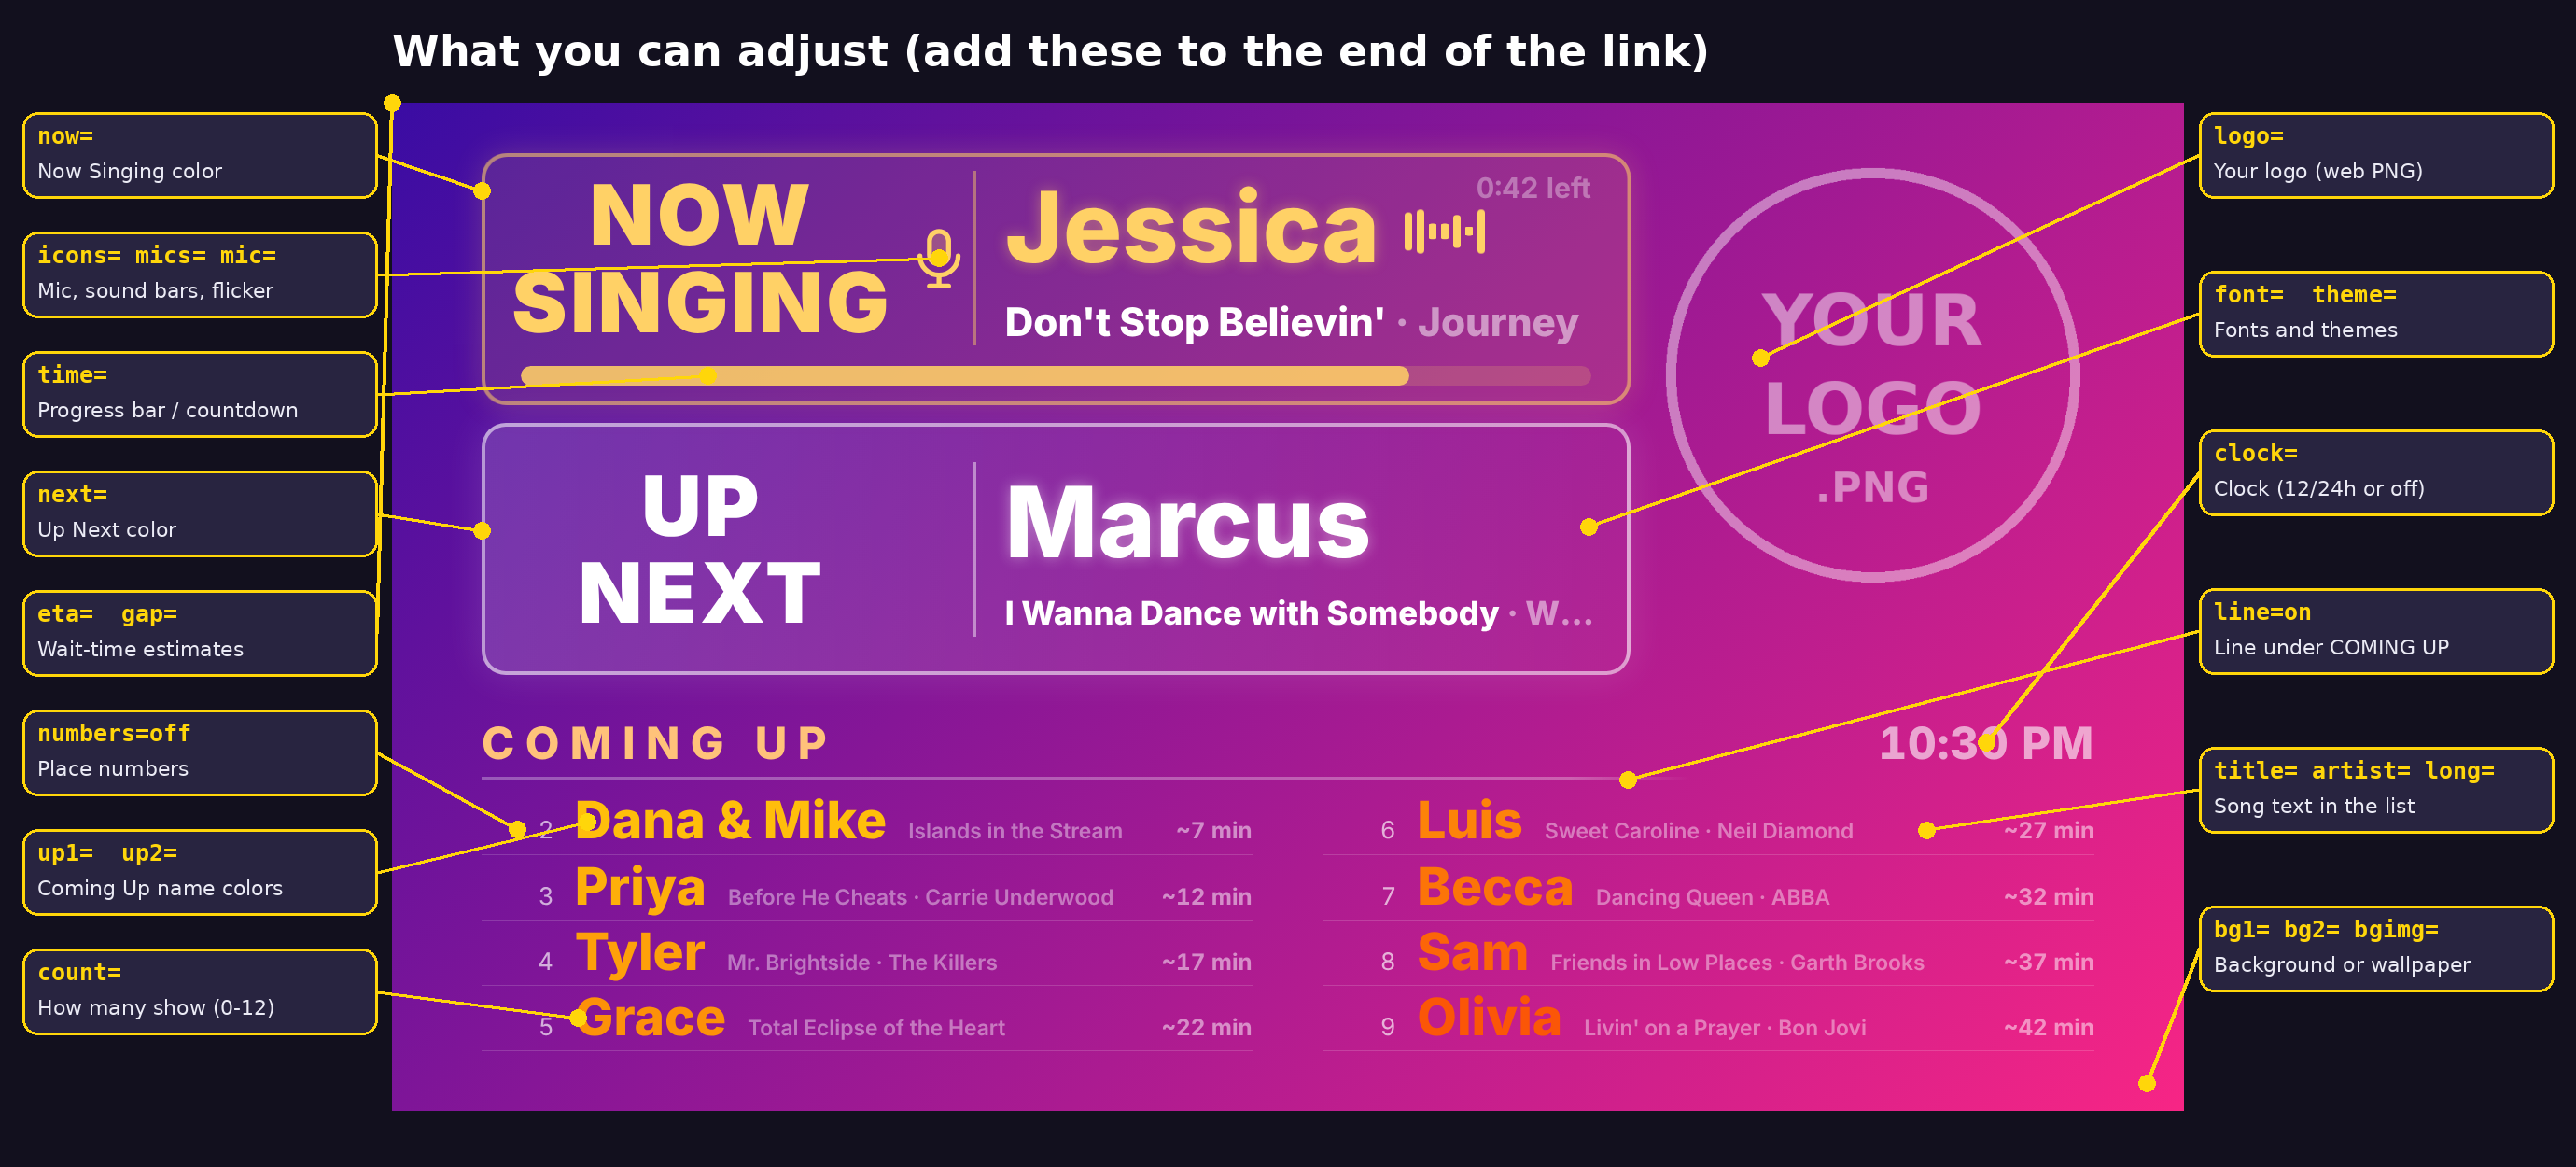 What you can adjust (add these to the end of the link)
now=
Now Singing color
icons= mics= mic=
Mic, sound bars, flicker
time=
Progress bar / countdown
next=
Up Next color
eta=  gap=
Wait-time estimates
numbers=off
Place numbers
up1=  up2=
Coming Up name colors
count=
How many show (0-12)
NOW
SINGING
0:42 left
Jessica
Don't Stop Believin' · Journey
UP
NEXT
Marcus
I Wanna Dance with Somebody · W...
YOUR
LOGO
.PNG
COMING UP
10:30 PM
2 Dana & Mike Islands in the Stream ~7 min
3 Priya Before He Cheats · Carrie Underwood ~12 min
4 Tyler Mr. Brightside · The Killers ~17 min
5 Grace Total Eclipse of the Heart ~22 min
6 Luis Sweet Caroline · Neil Diamond ~27 min
7 Becca Dancing Queen · ABBA ~32 min
8 Sam Friends in Low Places · Garth Brooks ~37 min
9 Olivia Livin' on a Prayer · Bon Jovi ~42 min
logo=
Your logo (web PNG)
font=  theme=
Fonts and themes
clock=
Clock (12/24h or off)
line=on
Line under COMING UP
title= artist= long=
Song text in the list
bg1= bg2= bgimg=
Background or wallpaper